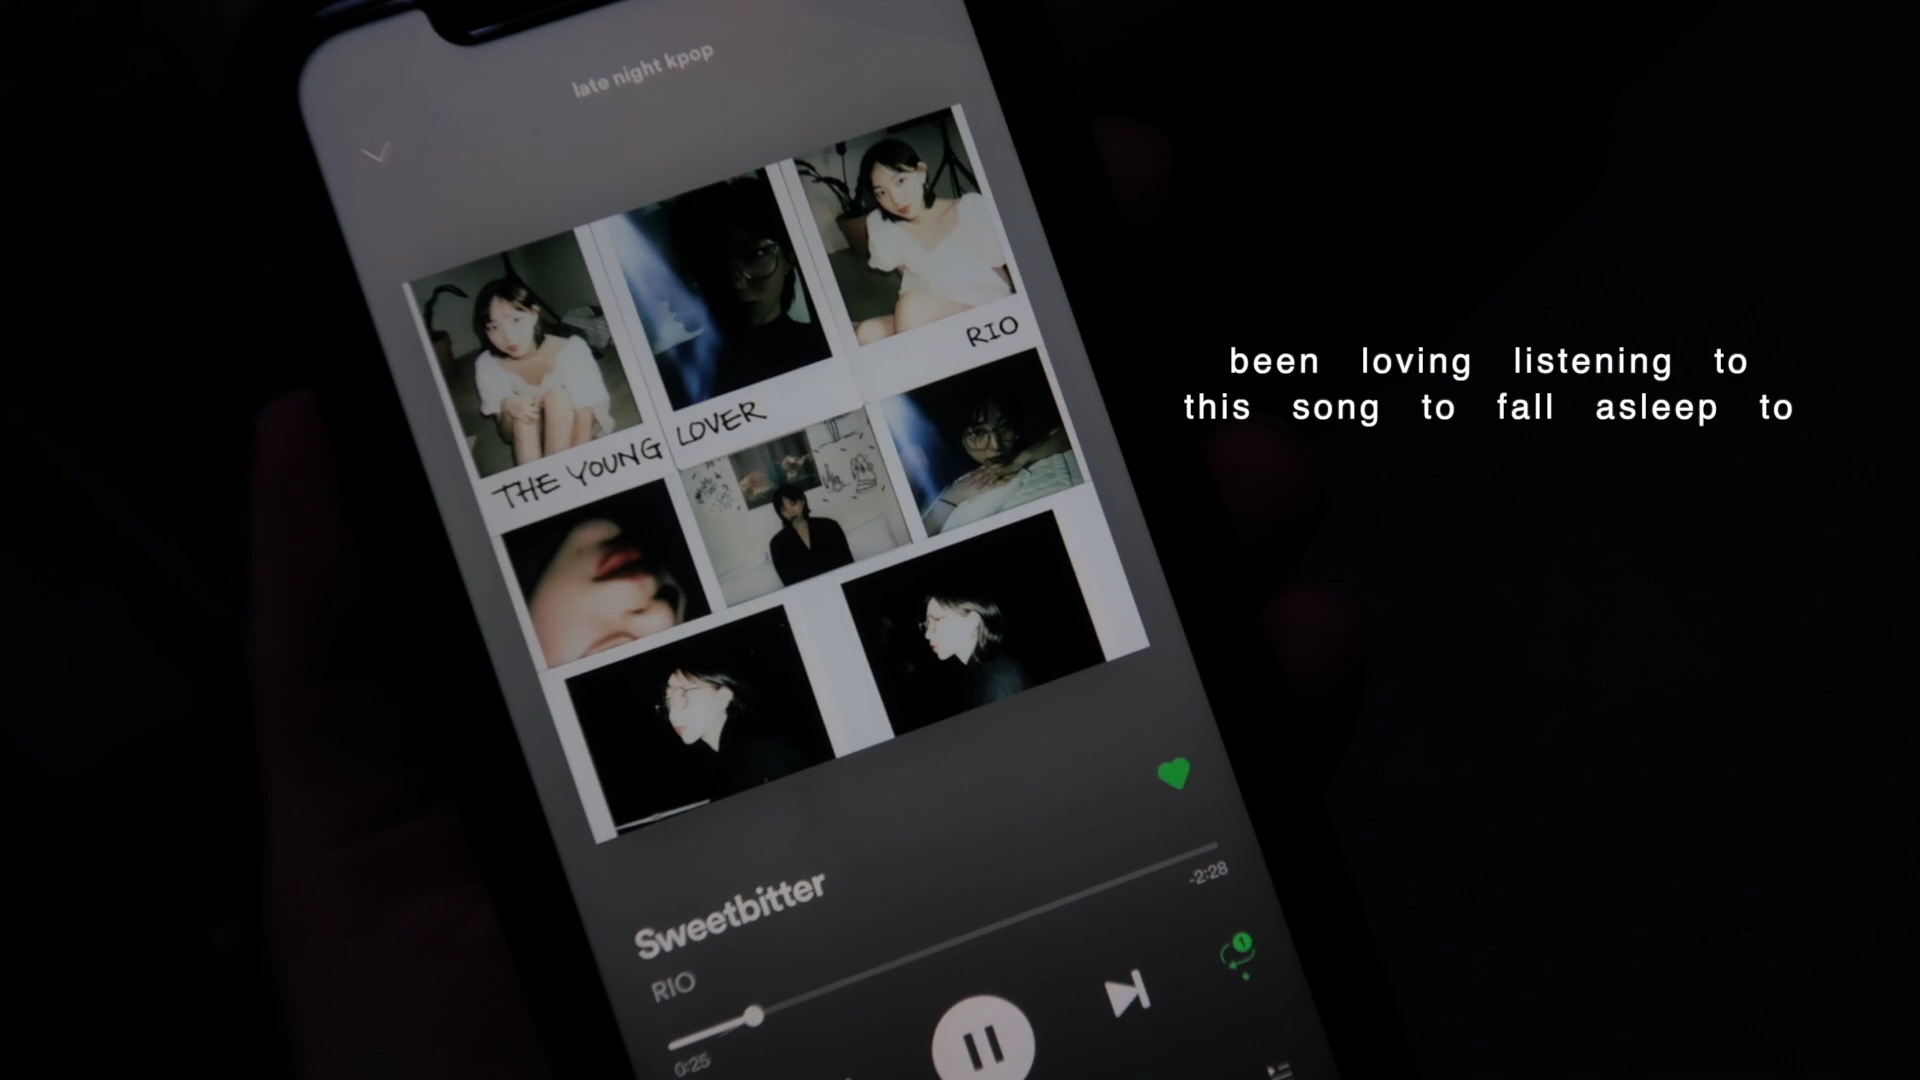 late night kpop
RIO
THE YOUNG LOVER
been loving listening to
this song to fall asleep to
Sweetbitter
RIO
0:25
-2:28
1